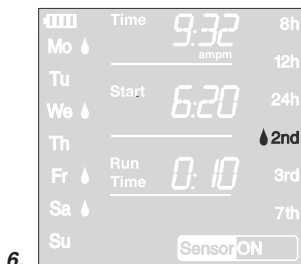 Time 9:32 8h
Mo ampm 12h
Tu
Start 6:20 24h
We
Th 2nd
Run Time 0:10
Fr 3rd
Sa 7th
Su Sensor ON
6.